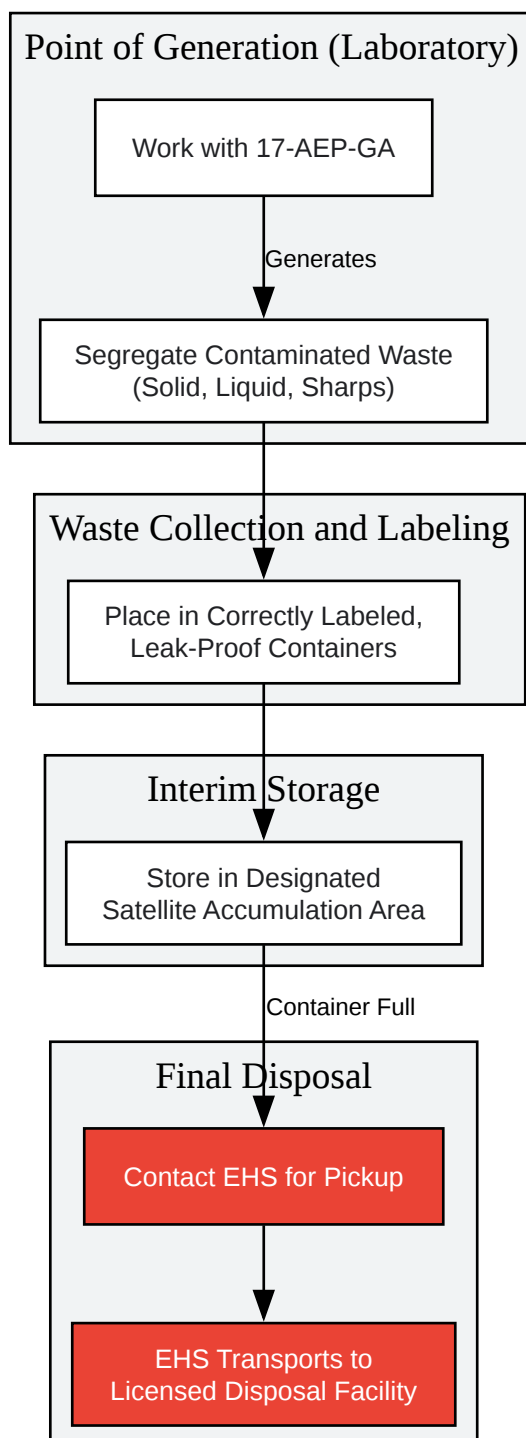 Point of Generation (Laboratory)
Work with 17-AEP-GA
Generates
Segregate Contaminated Waste
(Solid, Liquid, Sharps)
Waste Collection and Labeling
Place in Correctly Labeled,
Leak-Proof Containers
Interim Storage
Store in Designated
Satellite Accumulation Area
Container Full
Final Disposal
Contact EHS for Pickup
EHS Transports to
Licensed Disposal Facility